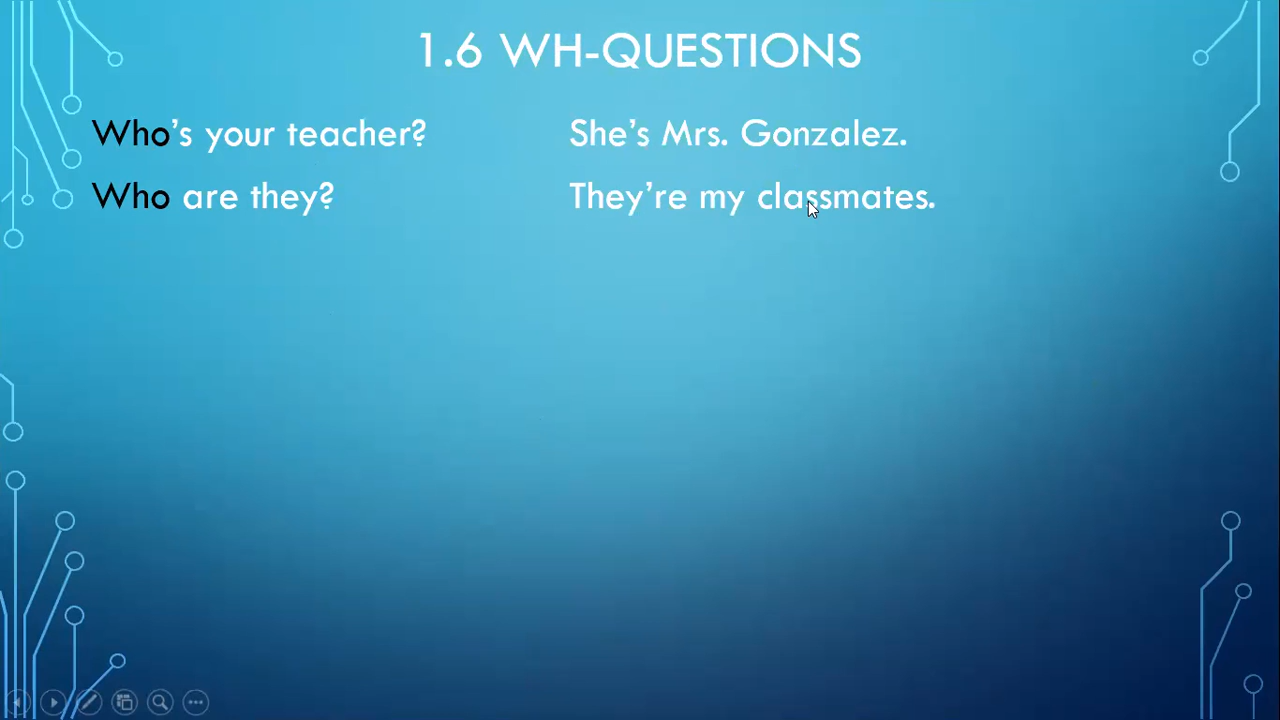 1.6 WH-QUESTIONS
Who's your teacher? She's Mrs. Gonzalez.
Who are they? They're my classmates.